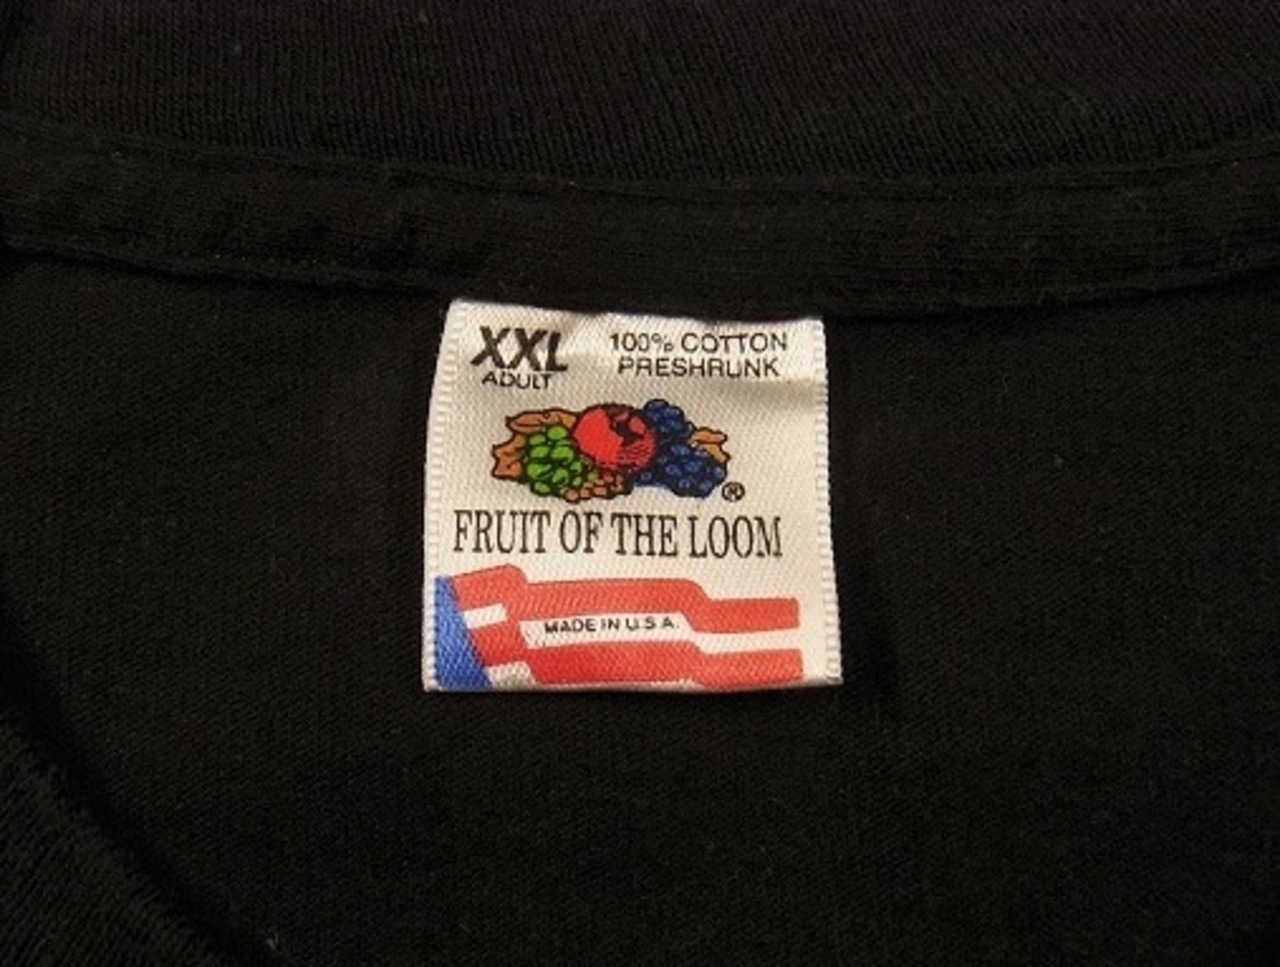 XXL
ADULT
100% COTTON
PRESHRUNK
®
FRUIT OF THE LOOM
MADE IN U.S.A.